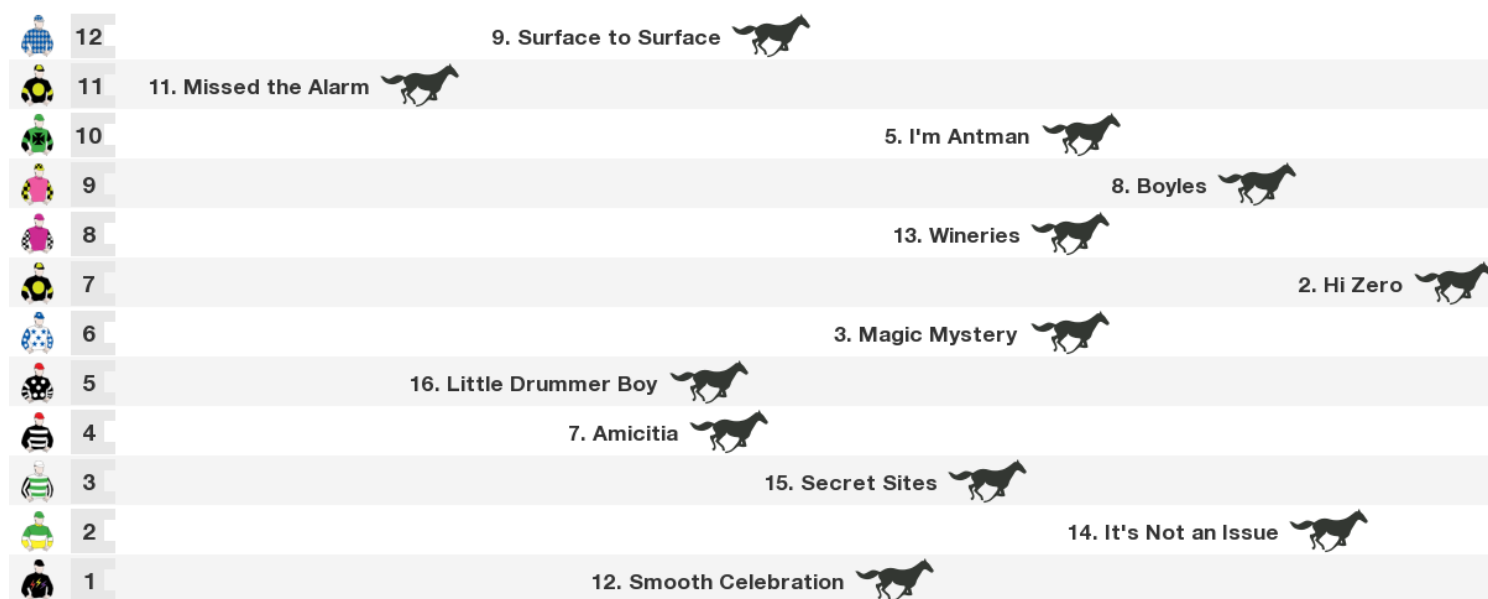 12 9. Surface to Surface
11 11. Missed the Alarm
10 5. I'm Antman
9 8. Boyles
8 13. Wineries
7 2. Hi Zero
6 3. Magic Mystery
5 16. Little Drummer Boy
4 7. Amicitia
3 15. Secret Sites
2 14. It's Not an Issue
1 12. Smooth Celebration